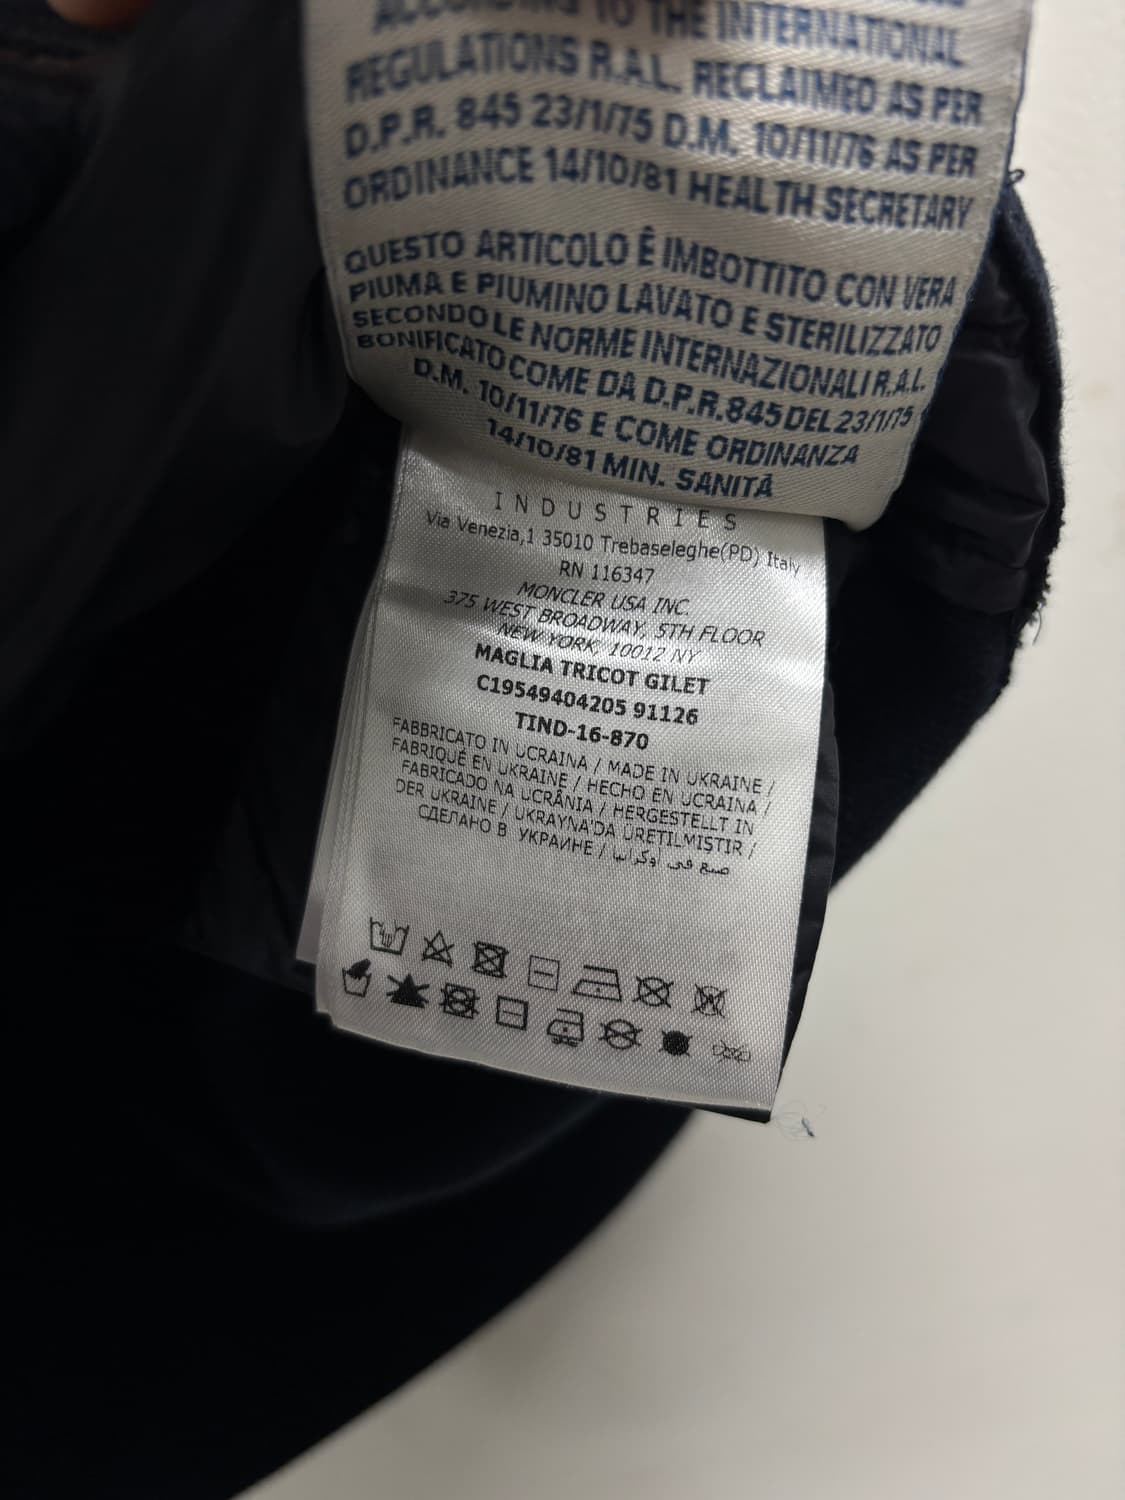 ACCORDING TO THE INTERNATIONAL
REGULATIONS R.A.L. RECLAIMED AS PER
D.P.R. 845 23/1/75 D.M. 10/11/76 AS PER
ORDINANCE 14/10/81 HEALTH SECRETARY
QUESTO ARTICOLO Ê IMBOTTITO CON VERA
PIUMA E PIUMINO LAVATO E STERILIZZATO
SECONDO LE NORME INTERNAZIONALI R.A.L.
BONIFICATO COME DA D.P.R. 845 DEL 23/1/75
D.M. 10/11/76 E COME ORDINANZA
14/10/81 MIN. SANITÀ
INDUSTRIES
Via Venezia,1 35010 Trebaseleghe(PD) Italy
RN 116347
MONCLER USA INC.
375 WEST BROADWAY, 5TH FLOOR
NEW YORK, 10012 NY
MAGLIA TRICOT GILET
C19549404205 91126
TIND-16-870
FABBRICATO IN UCRAINA / MADE IN UKRAINE /
FABRIQUÉ EN UKRAINE / HECHO EN UCRAINA /
FABRICADO NA UCRÂNIA / HERGESTELLT IN
DER UKRAINE / UKRAYNA'DA ÜRETILMIŞTIR /
СДЕЛАНО В УКРАИНЕ / صنع في اوكرانيا